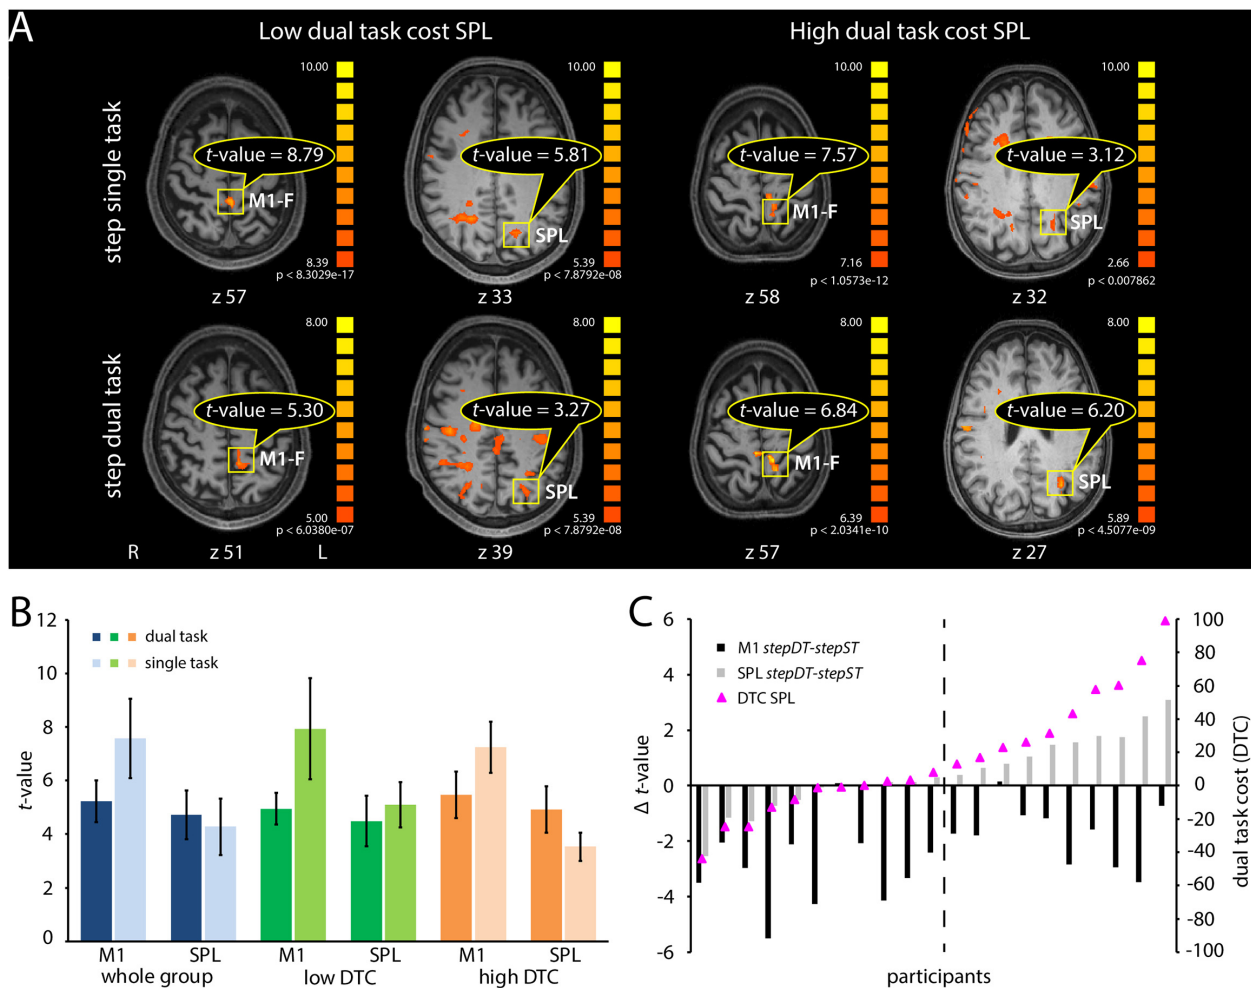 A
Low dual task cost SPL
High dual task cost SPL
step single task
10.00
t-value = 8.79
M1-F
8.39
p < 8.3029e-17
z 57
10.00
t-value = 5.81
SPL
5.39
p < 7.8792e-08
z 33
10.00
t-value = 7.57
M1-F
7.16
p < 1.0573e-12
z 58
10.00
t-value = 3.12
SPL
2.66
p < 0.007862
z 32
step dual task
t-value = 5.30
M1-F
5.00
p < 6.0380e-07
R
z 51
L
8.00
8.00
t-value = 3.27
SPL
5.39
p < 7.8792e-08
z 39
8.00
t-value = 6.84
M1-F
6.39
p < 2.0341e-10
z 57
8.00
t-value = 6.20
SPL
5.89
p < 4.5077e-09
z 27
B
12
10
8
6
4
2
0
t-value
dual task
single task
M1
SPL
M1
SPL
M1
SPL
whole group
low DTC
high DTC
C
6
4
2
0
-2
-4
-6
Δ t-value
M1 stepDT-stepST
SPL stepDT-stepST
DTC SPL
100
80
60
40
20
0
-20
-40
-60
-80
-100
dual task cost (DTC)
participants